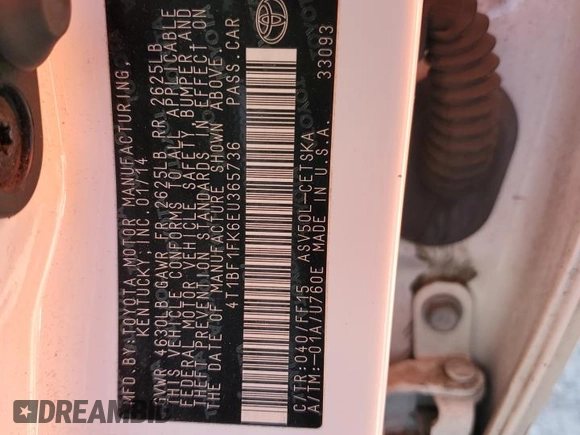 MFD.BY:TOYOTA MOTOR MANUFACTURING,
KENTUCKY, INC. 01/14
GVWR 4630LB GAWR FR 2625LB RR 2625LB
THIS VEHICLE CONFORMS TO ALL APPLICABLE
FEDERAL MOTOR VEHICLE SAFETY, BUMPER AND
THEFT PREVENTION STANDARDS IN EFFECT ON
THE DATE OF MANUFACTURE SHOWN ABOVE.
4T1BF1FK6EU365736 PASS.CAR
C/TR:040/FF15 ASV50L-CETSKA
A/TM:-01A/U760E MADE IN U.S.A. 33093
DREAMBID